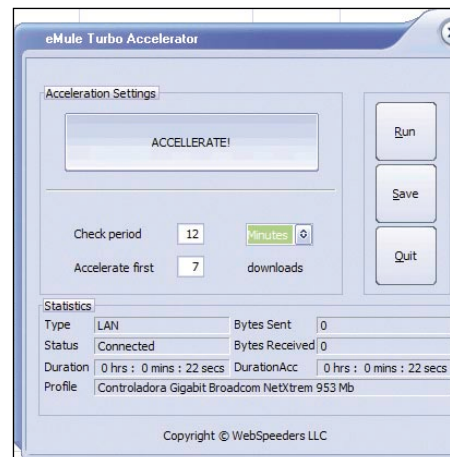 eMule Turbo Accelerator
Acceleration Settings
ACCELLERATE!
Check period 12 Minutes
Accelerate first 7 downloads
Run
Save
Quit
Statistics
Type LAN Bytes Sent 0
Status Connected Bytes Received 0
Duration 0 hrs : 0 mins : 22 secs DurationAcc 0 hrs : 0 mins : 22 secs
Profile Controladora Gigabit Broadcom NetXtrem 953 Mb
Copyright © WebSpeeders LLC